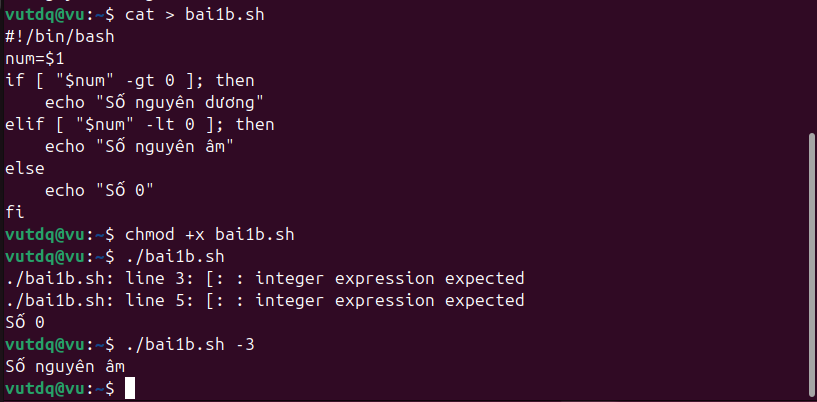 vutdq@vu:~$ cat > bai1b.sh
#!/bin/bash
num=$1
if [ "$num" -gt 0 ]; then
    echo "Số nguyên dương"
elif [ "$num" -lt 0 ]; then
    echo "Số nguyên âm"
else
    echo "Số 0"
fi
vutdq@vu:~$ chmod +x bai1b.sh
vutdq@vu:~$ ./bai1b.sh
./bai1b.sh: line 3: [: : integer expression expected
./bai1b.sh: line 5: [: : integer expression expected
Số 0
vutdq@vu:~$ ./bai1b.sh -3
Số nguyên âm
vutdq@vu:~$